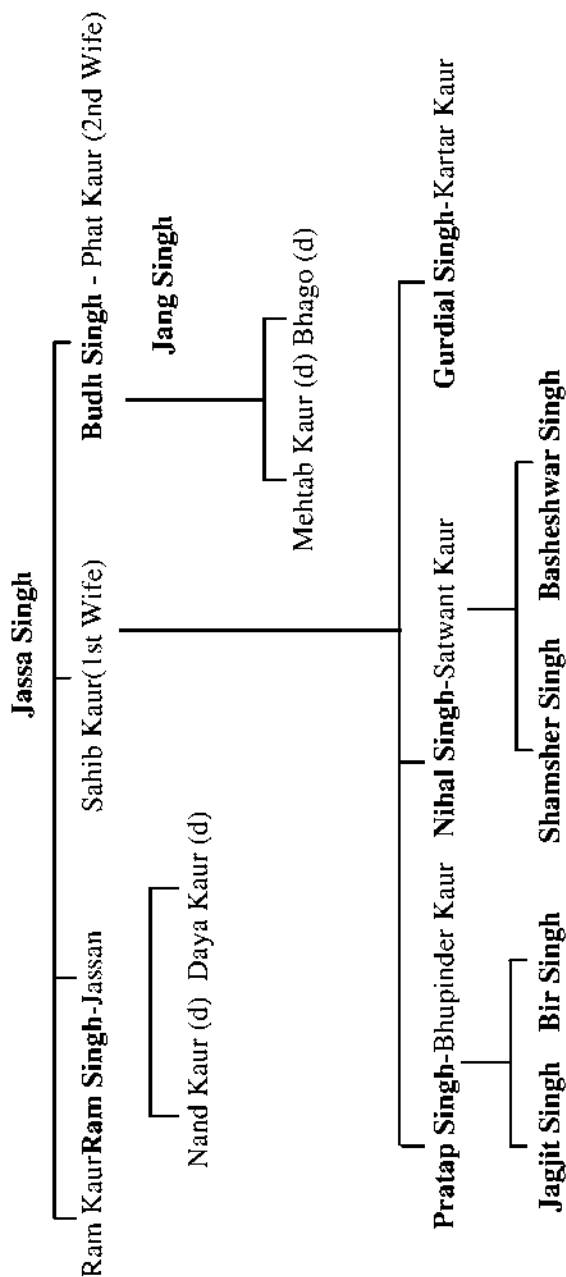 Jassa Singh
Ram Kaur Ram Singh-Jassan Sahib Kaur(1st Wife) Budh Singh - Phat Kaur (2nd Wife)
Jang Singh
Nand Kaur (d) Daya Kaur (d)
Mehtab Kaur (d) Bhago (d)
Pratap Singh-Bhupinder Kaur Nihal Singh-Satwant Kaur Gurdial Singh-Kartar Kaur
Jagjit Singh Bir Singh Shamsher Singh Basheshwar Singh